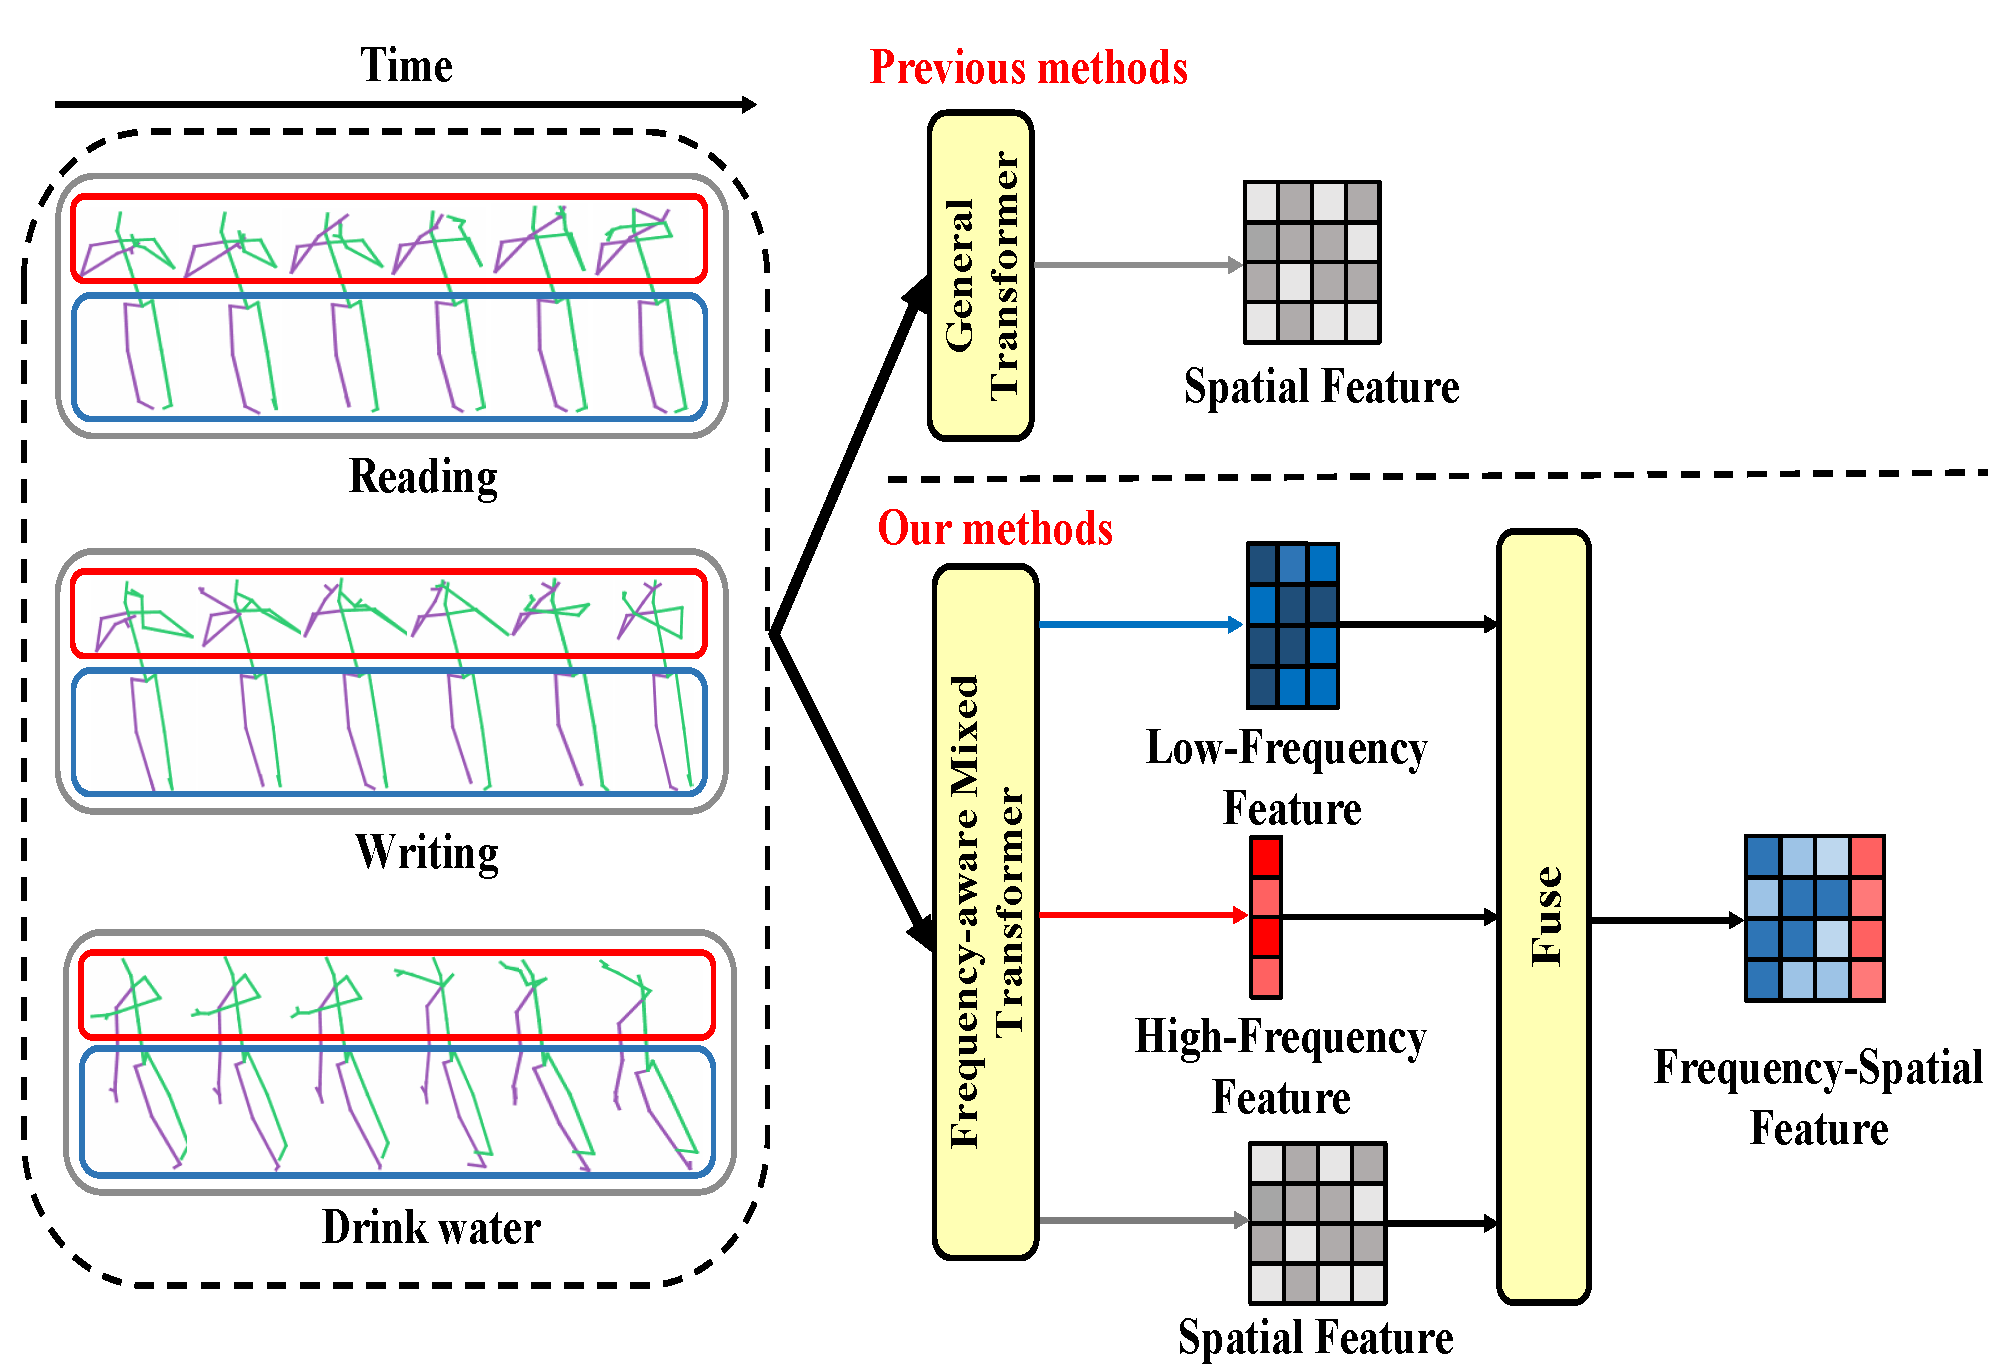 Time
Reading
Writing
Drink water
Previous methods
General
Transformer
Spatial Feature
Our methods
Frequency-aware Mixed
Transformer
Low-Frequency
Feature
High-Frequency
Feature
Spatial Feature
Fuse
Frequency-Spatial
Feature